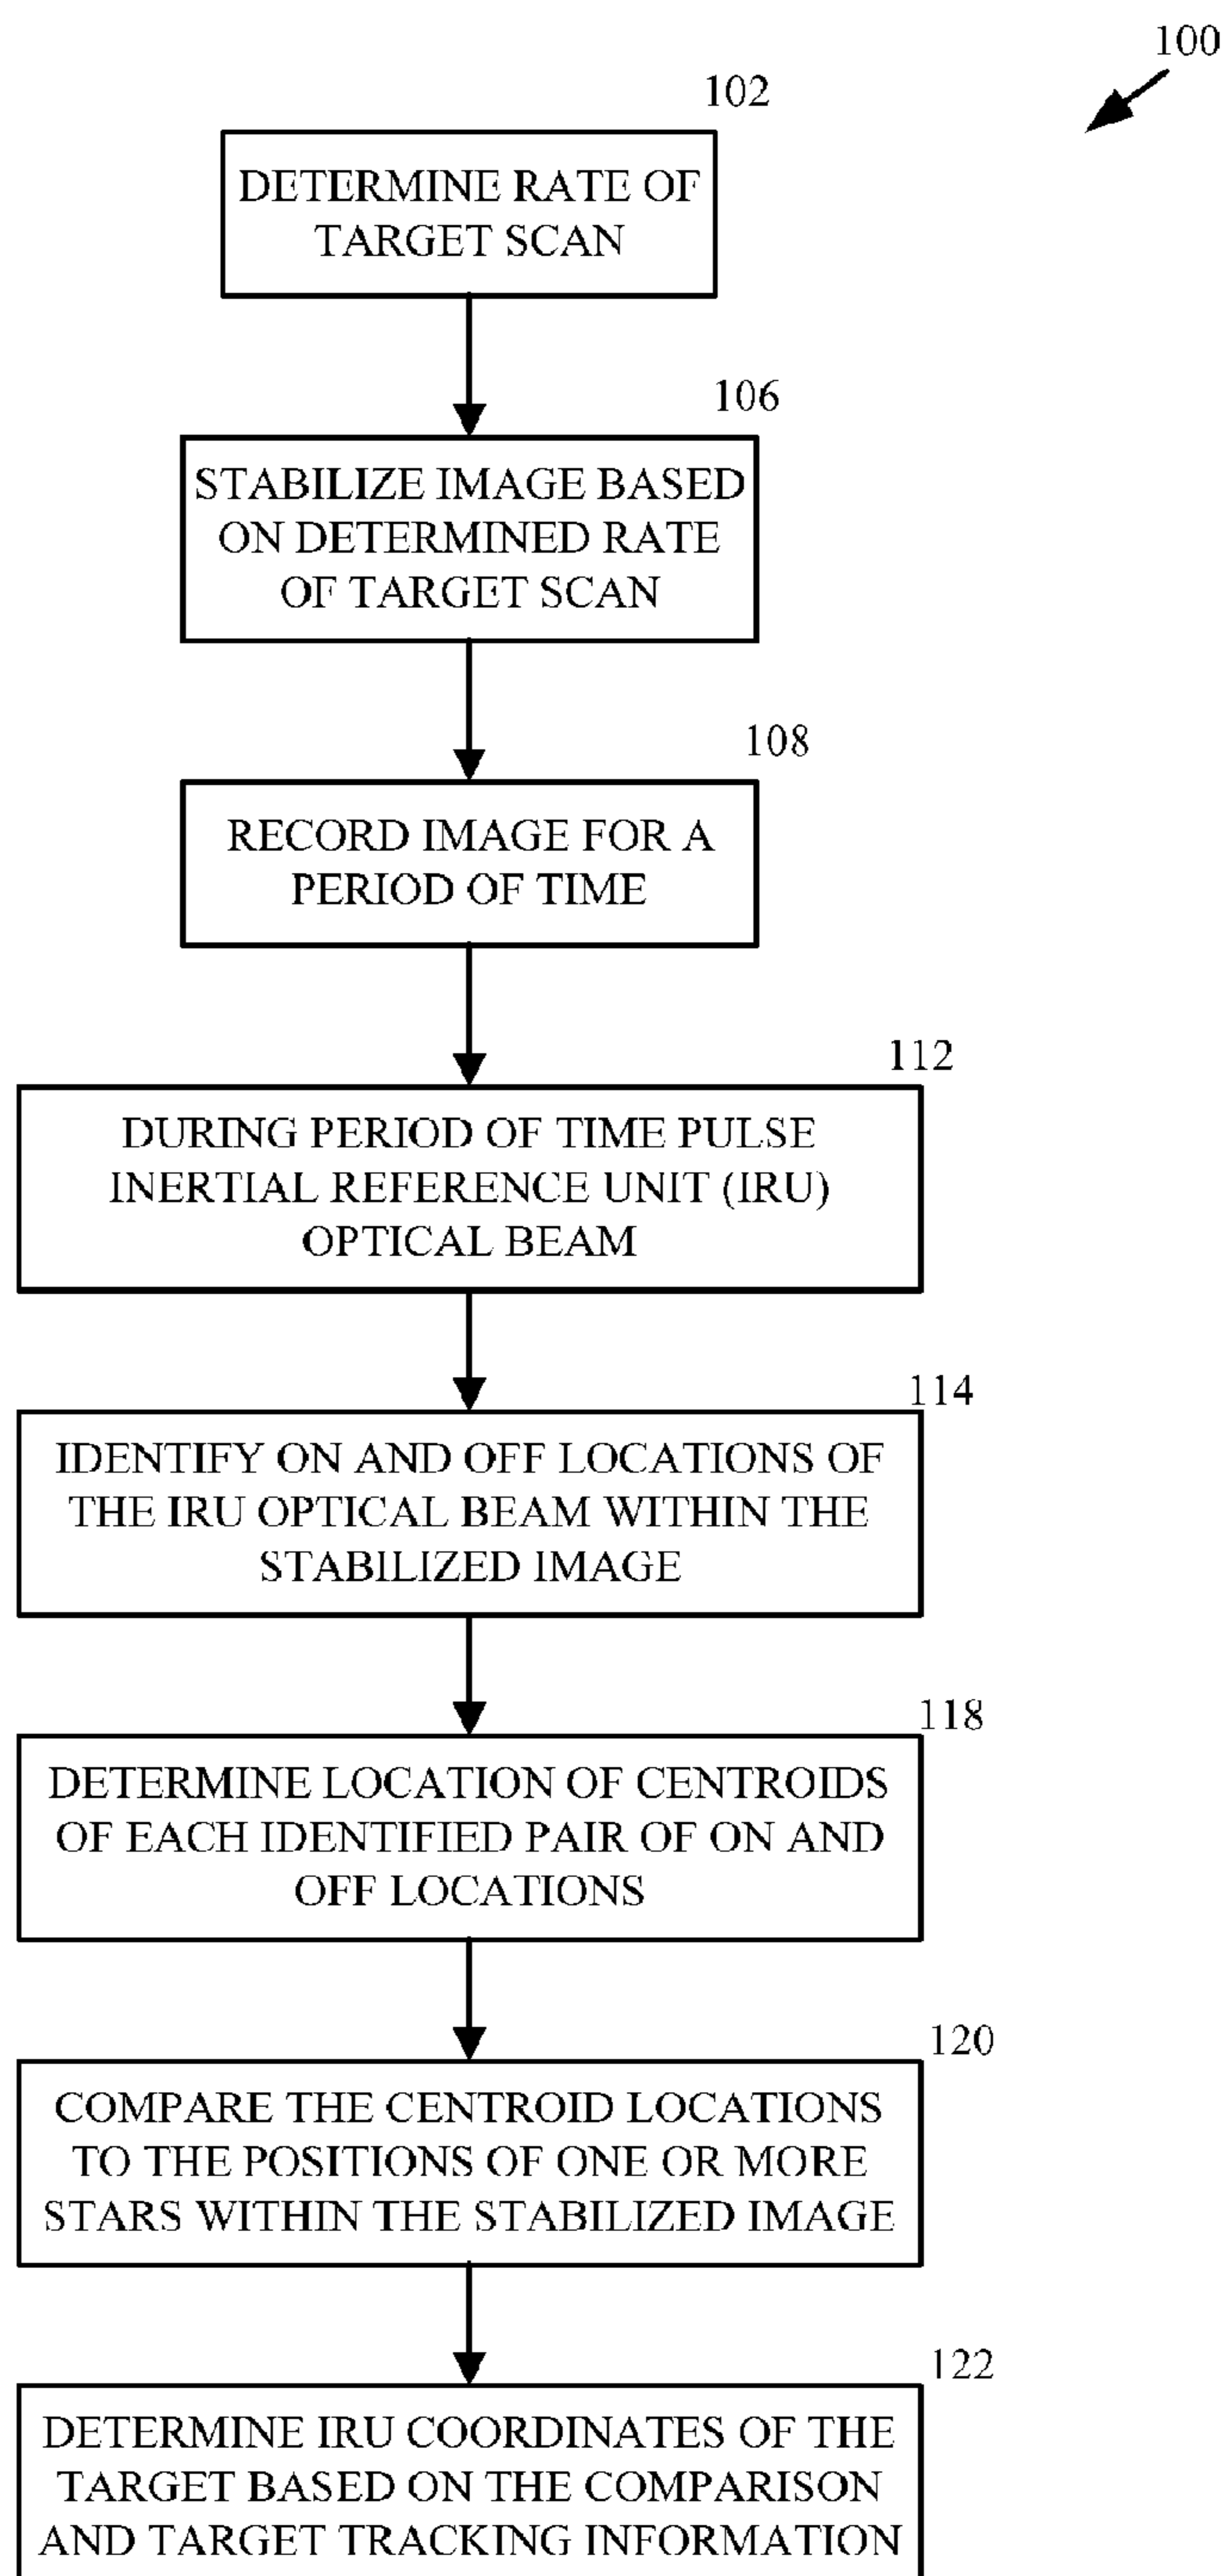 100
102
DETERMINE RATE OF
TARGET SCAN
106
STABILIZE IMAGE BASED
ON DETERMINED RATE
OF TARGET SCAN
108
RECORD IMAGE FOR A
PERIOD OF TIME
112
DURING PERIOD OF TIME PULSE
INERTIAL REFERENCE UNIT (IRU)
OPTICAL BEAM
114
IDENTIFY ON AND OFF LOCATIONS OF
THE IRU OPTICAL BEAM WITHIN THE
STABILIZED IMAGE
118
DETERMINE LOCATION OF CENTROIDS
OF EACH IDENTIFIED PAIR OF ON AND
OFF LOCATIONS
120
COMPARE THE CENTROID LOCATIONS
TO THE POSITIONS OF ONE OR MORE
STARS WITHIN THE STABILIZED IMAGE
122
DETERMINE IRU COORDINATES OF THE
TARGET BASED ON THE COMPARISON
AND TARGET TRACKING INFORMATION